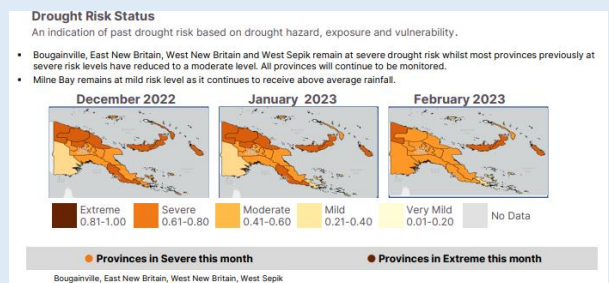 Drought Risk Status
An indication of past drought risk based on drought hazard, exposure and vulnerability.
• Bougainville, East New Britain, West New Britain and West Sepik remain at severe drought risk whilst most provinces previously at
severe risk levels have reduced to a moderate level. All provinces will continue to be monitored.
• Milne Bay remains at mild risk level as it continues to receive above average rainfall.
December 2022 January 2023 February 2023
Extreme Severe Moderate Mild Very Mild No Data
0.81-1.00 0.61-0.80 0.41-0.60 0.21-0.40 0.01-0.20
Provinces in Severe this month Provinces in Extreme this month
Bougainville, East New Britain, West New Britain, West Sepik